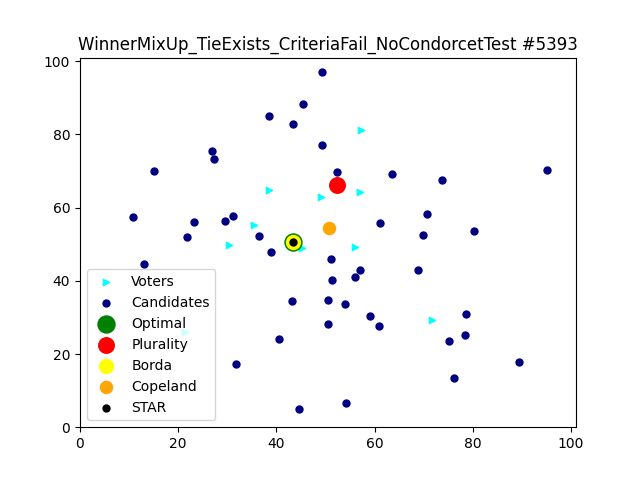 WinnerMixUp_TieExists_CriteriaFail_NoCondorcetTest #5393
100
80
60
40
20
0
Voters
Candidates
Optimal
Plurality
Borda
Copeland
STAR
0 20 40 60 80 100